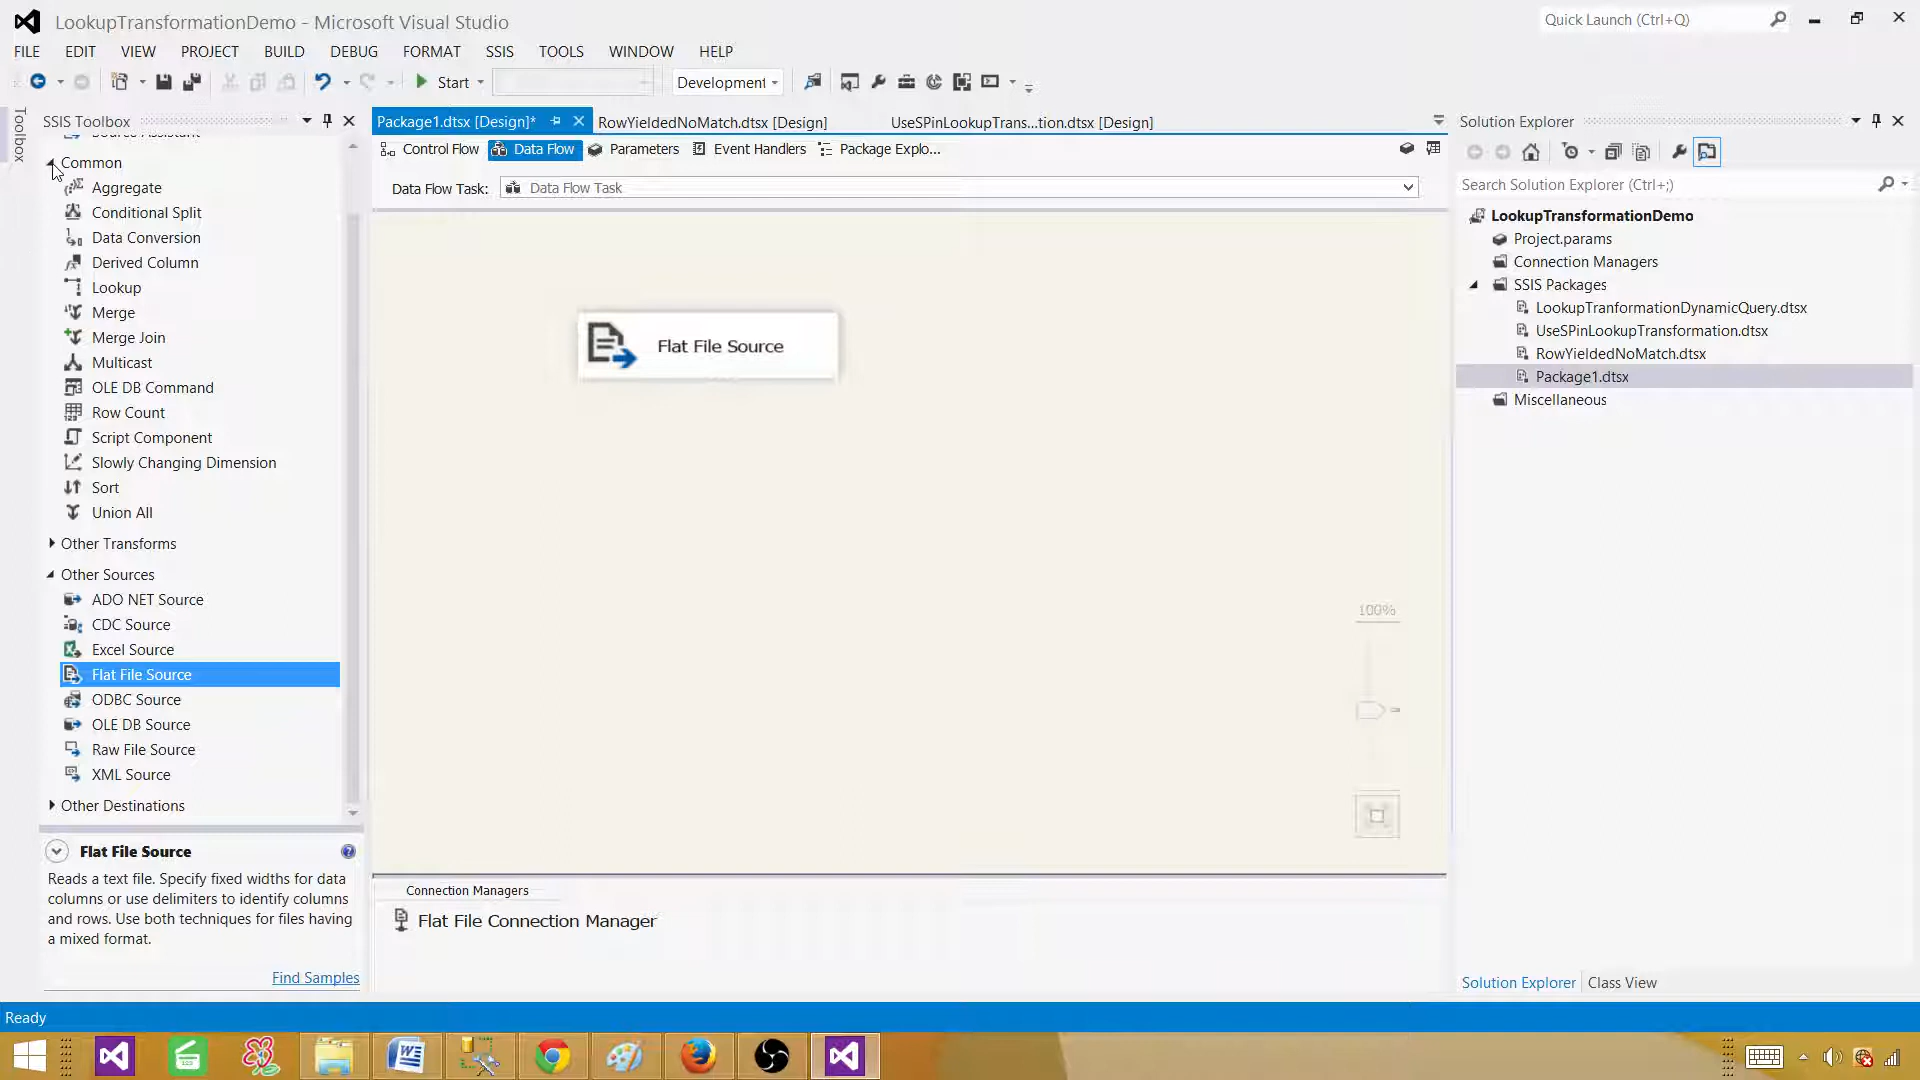 LookupTransformationDemo - Microsoft Visual Studio
Quick Launch (Ctrl+Q)
FILE EDIT VIEW PROJECT BUILD DEBUG FORMAT SSIS TOOLS WINDOW HELP
Start
Development
Toolbox
SSIS Toolbox
Source Assistant
Common
Aggregate
Conditional Split
Data Conversion
Derived Column
Lookup
Merge
Merge Join
Multicast
OLE DB Command
Row Count
Script Component
Slowly Changing Dimension
Sort
Union All
Other Transforms
Other Sources
ADO NET Source
CDC Source
Excel Source
Flat File Source
ODBC Source
OLE DB Source
Raw File Source
XML Source
Other Destinations
Flat File Source
Reads a text file. Specify fixed widths for data
columns or use delimiters to identify columns
and rows. Use both techniques for files having
a mixed format.
Find Samples
Package1.dtsx [Design]* RowYieldedNoMatch.dtsx [Design] UseSPinLookupTrans...tion.dtsx [Design]
Control Flow Data Flow Parameters Event Handlers Package Explo...
Data Flow Task: Data Flow Task
Flat File Source
100%
Connection Managers
Flat File Connection Manager
Solution Explorer
Search Solution Explorer (Ctrl+;)
LookupTransformationDemo
Project.params
Connection Managers
SSIS Packages
LookupTranformationDynamicQuery.dtsx
UseSPinLookupTransformation.dtsx
RowYieldedNoMatch.dtsx
Package1.dtsx
Miscellaneous
Solution Explorer Class View
Ready